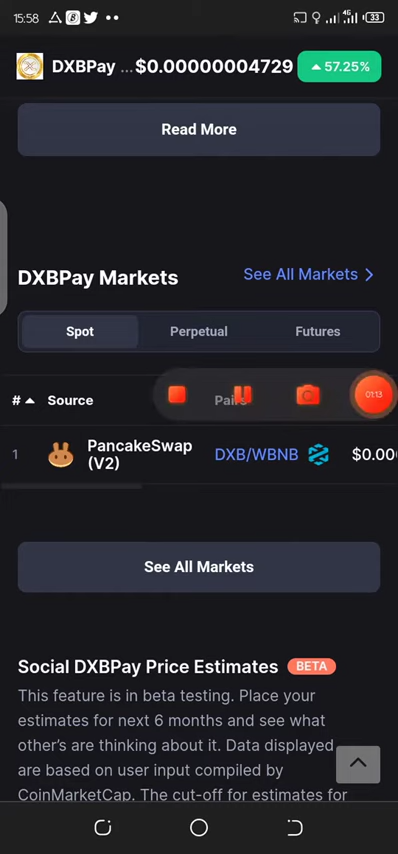 15:58
4G
33
DXBPay ... $0.00000004729 57.25%
Read More
DXBPay Markets
See All Markets
Spot Perpetual Futures
# Source Pairs
01:13
1 PancakeSwap (V2) DXB/WBNB $0.00
See All Markets
Social DXBPay Price Estimates BETA
This feature is in beta testing. Place your
estimates for next 6 months and see what
other's are thinking about it. Data displayed
are based on user input compiled by
CoinMarketCap. The cut-off for estimates for